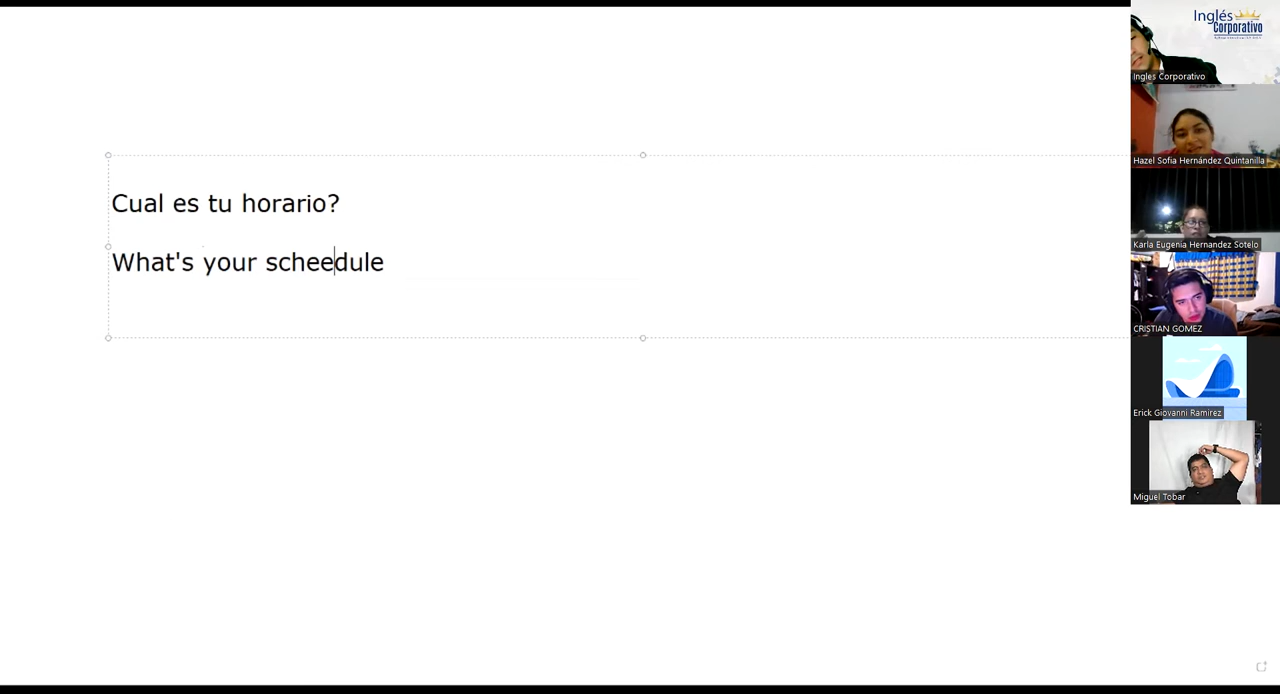 Cual es tu horario?
What's your scheedule
Inglés
Corporativo
Ingles Corporativo
Hazel Sofia Hernández Quintanilla
Karla Eugenia Hernandez Sotelo
CRISTIAN GOMEZ
Erick Giovanni Ramirez
Miguel Tobar